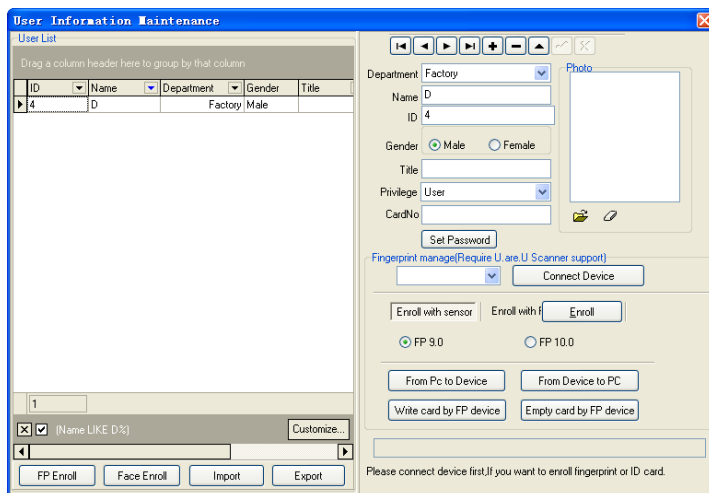 User Information Maintenance
User List
Drag a column header here to group by that column
ID Name Department Gender Title
4 D Factory Male
1
(Name LIKE D%)
Customize...
FP Enroll Face Enroll Import Export
Department Factory
Name D
ID 4
Gender Male Female
Title
Privilege User
CardNo
Set Password
Photo
Fingerprint manage(Require U.are.U Scanner support)
Connect Device
Enroll with sensor Enroll with F Enroll
FP 9.0 FP 10.0
From Pc to Device From Device to PC
Write card by FP device Empty card by FP device
Please connect device first,If you want to enroll fingerprint or ID card.